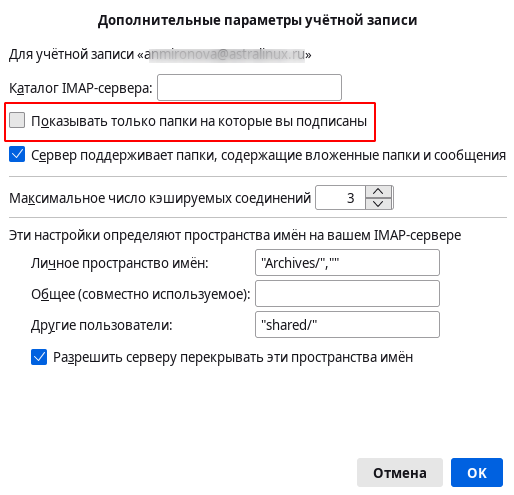 Дополнительные параметры учётной записи
Для учётной записи «anmironova@astralinux.ru»
Каталог IMAP-сервера:
Показывать только папки на которые вы подписаны
Сервер поддерживает папки, содержащие вложенные папки и сообщения
Максимальное число кэшируемых соединений 3
Эти настройки определяют пространства имён на вашем IMAP-сервере
Личное пространство имён: "Archives/",""
Общее (совместно используемое):
Другие пользователи: "shared/"
Разрешить серверу перекрывать эти пространства имён
Отмена OK